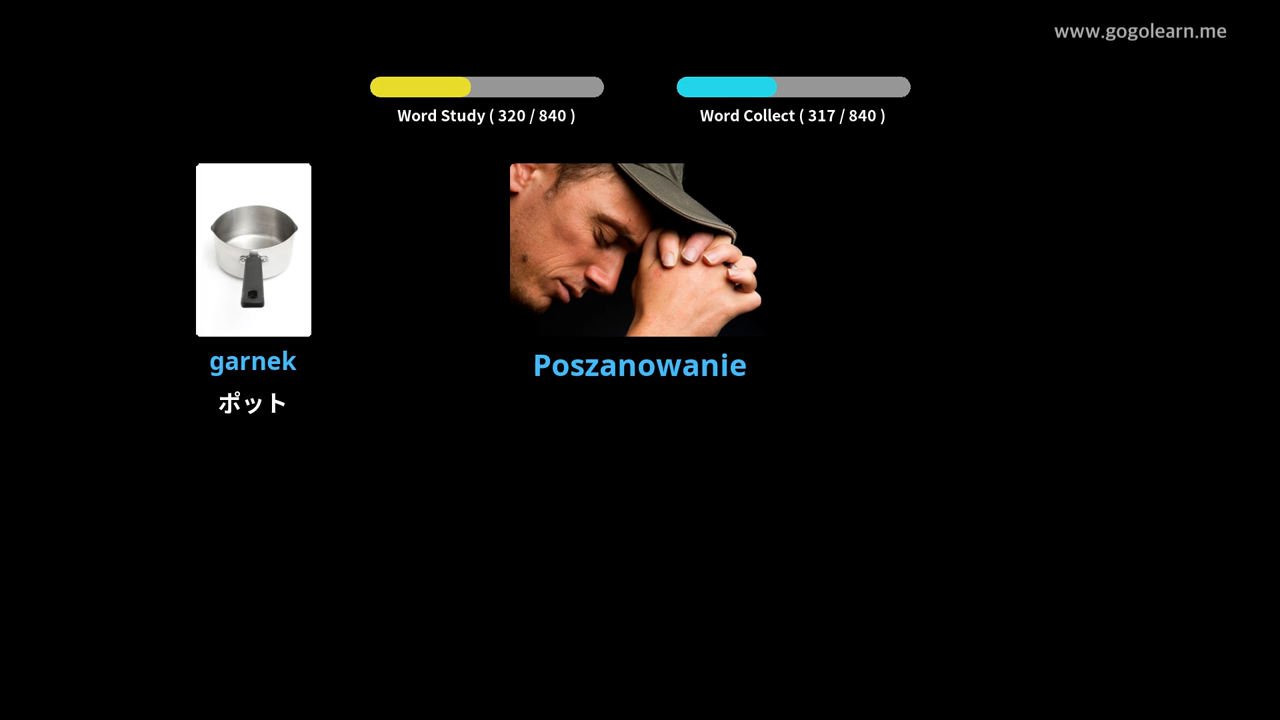 www.gogolearn.me
Word Study ( 320 / 840 )
Word Collect ( 317 / 840 )
garnek
ポット
Poszanowanie